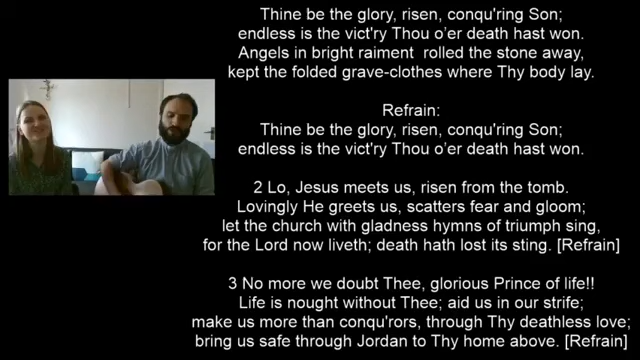 Thine be the glory, risen, conqu'ring Son;
endless is the vict'ry Thou o’er death hast won.
Angels in bright raiment rolled the stone away,
kept the folded grave-clothes where Thy body lay.
Refrain:
Thine be the glory, risen, conqu'ring Son;
endless is the vict'ry Thou o’er death hast won.
2 Lo, Jesus meets us, risen from the tomb.
Lovingly He greets us, scatters fear and gloom;
let the church with gladness hymns of triumph sing,
for the Lord now liveth; death hath lost its sting. [Refrain]
3 No more we doubt Thee, glorious Prince of life!!
Life is nought without Thee; aid us in our strife;
make us more than conqu'rors, through Thy deathless love;
bring us safe through Jordan to Thy home above. [Refrain]